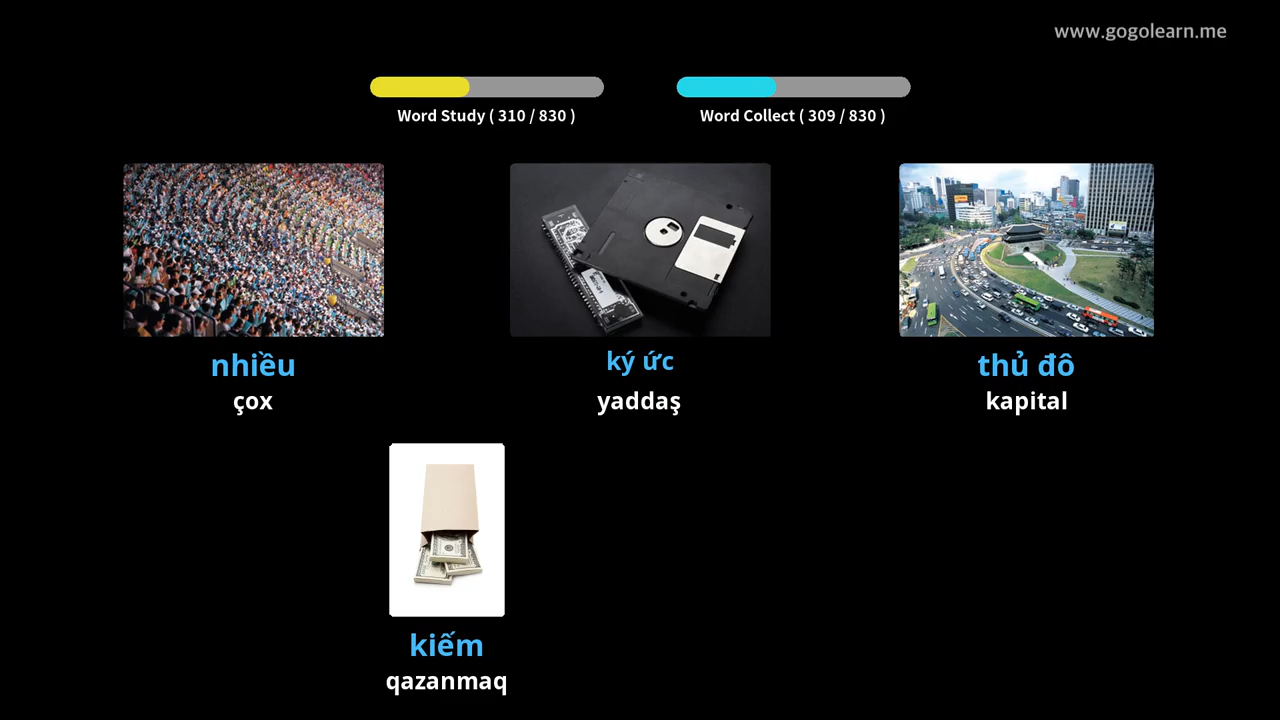 www.gogolearn.me
Word Study ( 310 / 830 )
Word Collect ( 309 / 830 )
nhiều
çox
ký ức
yaddaş
thủ đô
kapital
kiếm
qazanmaq